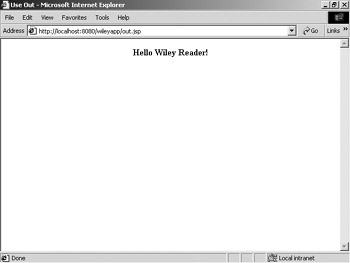 Use Out - Microsoft Internet Explorer
File Edit View Favorites Tools Help
Address http://localhost:8080/wileyapp/out.jsp Go Links »
Hello Wiley Reader!
Done Local intranet